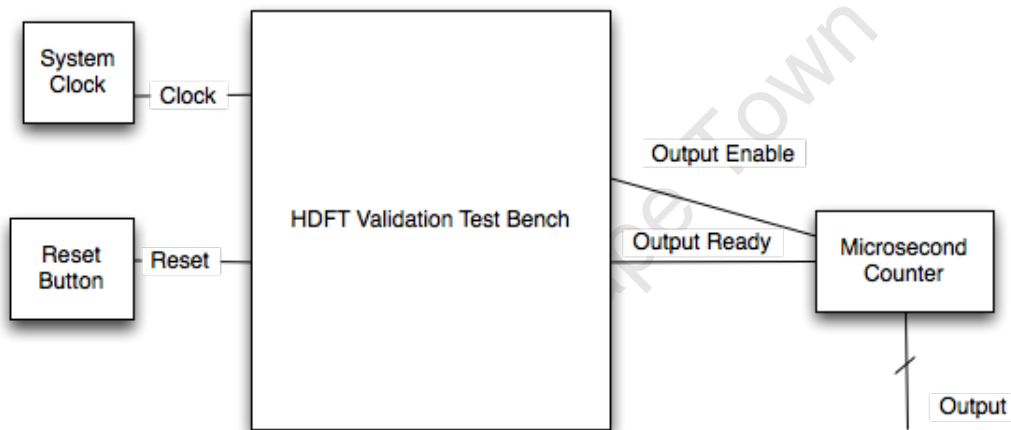 System
Clock
Clock
Output Enable
HDFT Validation Test Bench
Output Ready
Microsecond
Counter
Reset
Button
Reset
Output